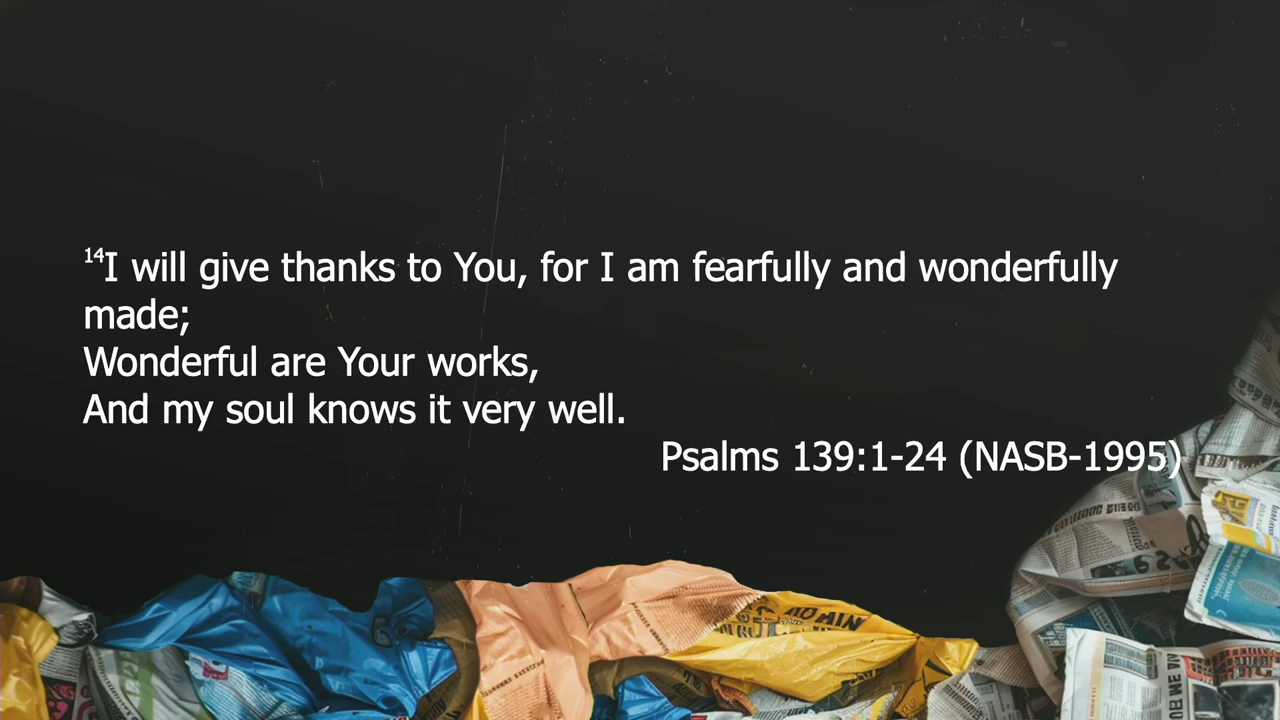 ¹⁴I will give thanks to You, for I am fearfully and wonderfully
made;
Wonderful are Your works,
And my soul knows it very well.
Psalms 139:1-24 (NASB-1995)